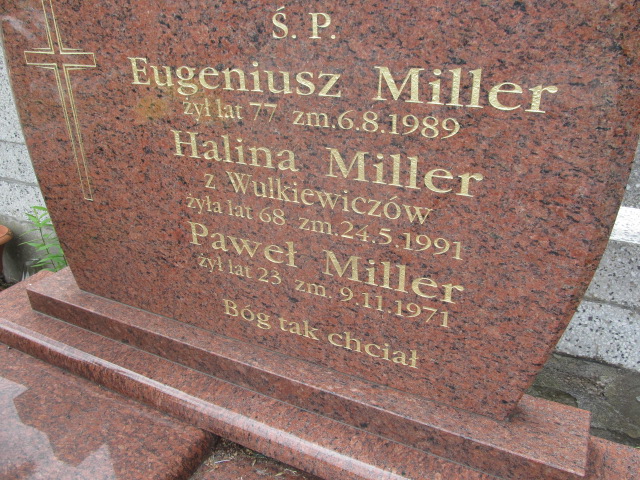 Ś. P.
Eugeniusz Miller
żył lat 77 zm.6.8.1989
Halina Miller
z Wulkiewiczów
żyła lat 68 zm.24.5.1991
Paweł Miller
żył lat 23 zm. 9.11.1971
Bóg tak chciał